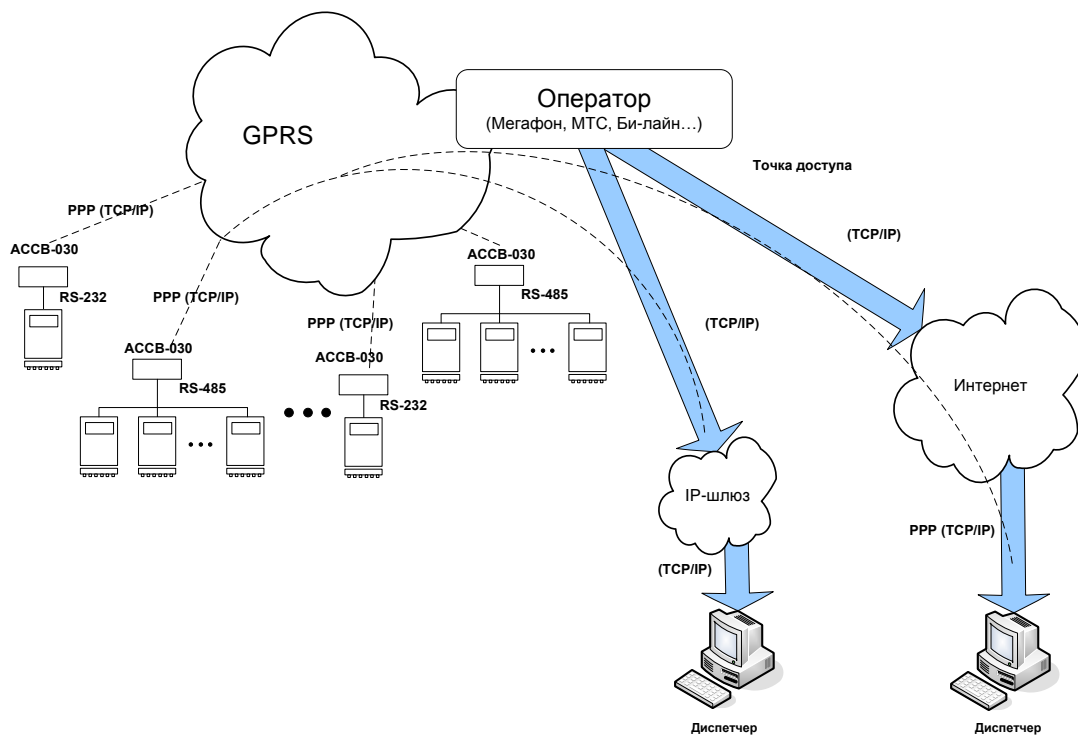 Оператор
(Мегафон, МТС, Би-лайн…)
GPRS
Точка доступа
PPP (TCP/IP)
(TCP/IP)
АССВ-030
АССВ-030
RS-232
PPP (TCP/IP)
RS-485
PPP (TCP/IP)
(TCP/IP)
АССВ-030
АССВ-030
RS-485
RS-232
Интернет
IP-шлюз
PPP (TCP/IP)
(TCP/IP)
Диспетчер
Диспетчер